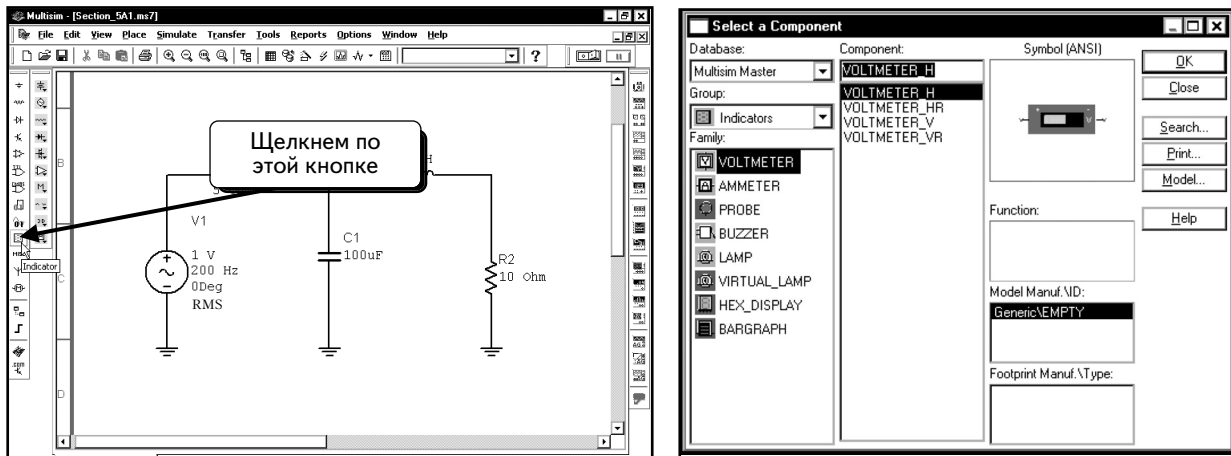 Multisim - [Section_5A1.ms7]
File Edit View Place Simulate Transfer Tools Reports Options Window Help
?
Щелкнем по
этой кнопке
B
C
D
H
V1
1 V
200 Hz
0Deg
RMS
C1
100uF
R2
10 Ohm
Indicator
Select a Component
Database:
Multisim Master
Group:
Indicators
Family:
VOLTMETER
AMMETER
PROBE
BUZZER
LAMP
VIRTUAL_LAMP
HEX_DISPLAY
BARGRAPH
Component:
VOLTMETER_H
VOLTMETER_H
VOLTMETER_HR
VOLTMETER_V
VOLTMETER_VR
Symbol (ANSI)
Function:
Model Manuf.\ID:
Generic\EMPTY
Footprint Manuf.\Type:
OK
Close
Search...
Print...
Model...
Help